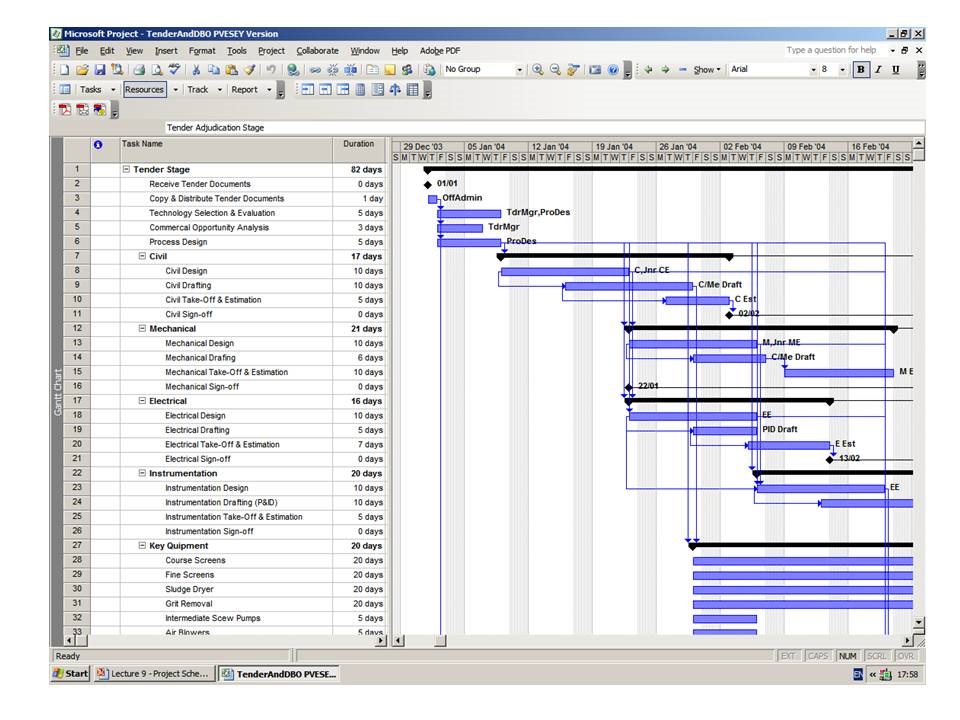 Microsoft Project - TenderAndDBO PVESEY Version
File Edit View Insert Format Tools Project Collaborate Window Help Adobe PDF Type a question for help
No Group Show Arial 8 B I U
Tasks Resources Track Report
Tender Adjudication Stage
Task Name Duration 29 Dec '03 05 Jan '04 12 Jan '04 19 Jan '04 26 Jan '04 02 Feb '04 09 Feb '04 16 Feb '04
S M T W T F S S M T W T F S S M T W T F S S M T W T F S S M T W T F S S M T W T F S S M T W T F S S M T W T F S S
1 Tender Stage 82 days
2 Receive Tender Documents 0 days 01/01
3 Copy & Distribute Tender Documents 1 day OffAdmin
4 Technology Selection & Evaluation 5 days TdrMgr,ProDes
5 Commercal Opportunity Analysis 3 days TdrMgr
6 Process Design 5 days ProDes
7 Civil 17 days
8 Civil Design 10 days C,Jnr CE
9 Civil Drafting 10 days C/Me Draft
10 Civil Take-Off & Estimation 5 days C Est
11 Civil Sign-off 0 days 02/02
12 Mechanical 21 days
13 Mechanical Design 10 days M,Jnr ME
14 Mechanical Drafing 6 days C/Me Draft
15 Mechanical Take-Off & Estimation 10 days M E
16 Mechanical Sign-off 0 days 22/01
17 Electrical 16 days
18 Electrical Design 10 days EE
19 Electrical Drafting 5 days PID Draft
20 Electrical Take-Off & Estimation 7 days E Est
21 Electrical Sign-off 0 days 13/02
22 Instrumentation 20 days
23 Instrumentation Design 10 days EE
24 Instrumentation Drafting (P&ID) 10 days
25 Instrumentation Take-Off & Estimation 5 days
26 Instrumentation Sign-off 0 days
27 Key Quipment 20 days
28 Course Screens 20 days
29 Fine Screens 20 days
30 Sludge Dryer 20 days
31 Grit Removal 20 days
32 Intermediate Scew Pumps 5 days
33 Air Blowers 5 days
Gantt Chart
Ready EXT CAPS NUM SCRL OVR
Start Lecture 9 - Project Sche... TenderAndDBO PVESE... EN « 17:58